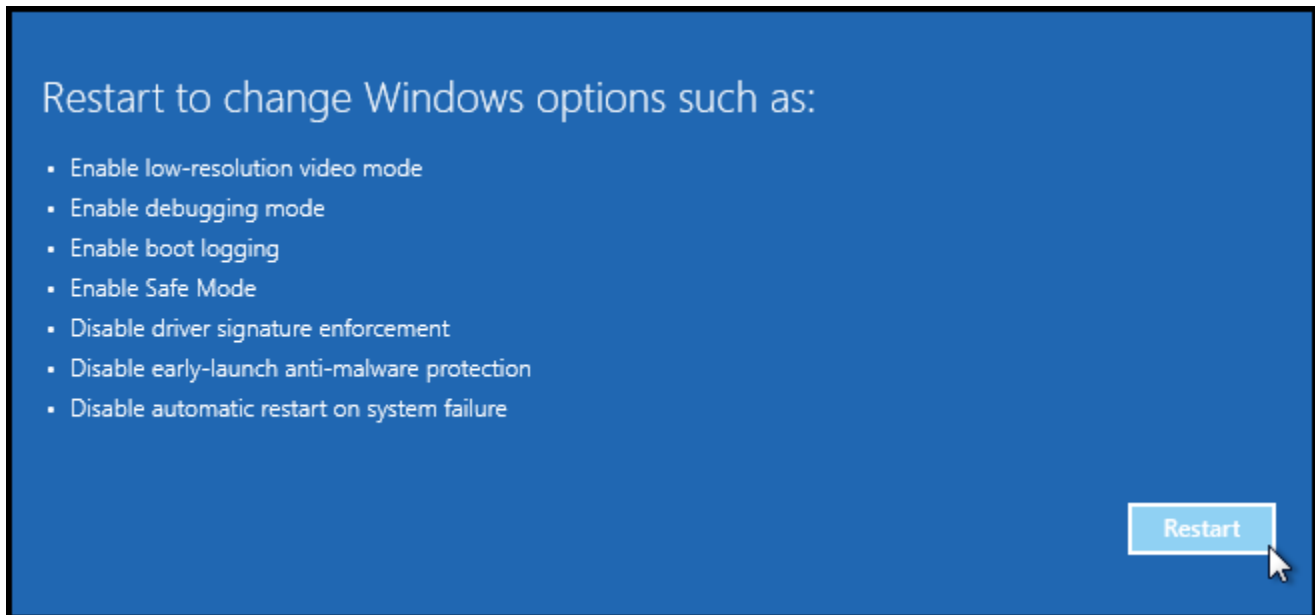 Restart to change Windows options such as:
▪ Enable low-resolution video mode
▪ Enable debugging mode
▪ Enable boot logging
▪ Enable Safe Mode
▪ Disable driver signature enforcement
▪ Disable early-launch anti-malware protection
▪ Disable automatic restart on system failure
Restart